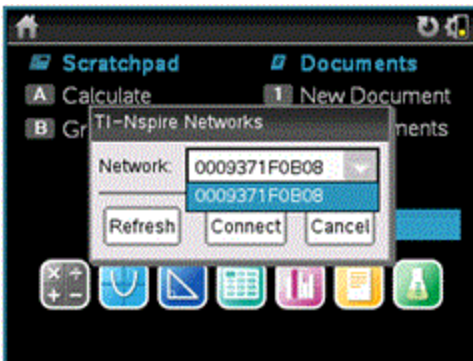 Scratchpad
Documents
A Calculate
1 New Document
B Gr
ments
TI-Nspire Networks
Network: 0009371F0B08
0009371F0B08
Refresh Connect Cancel